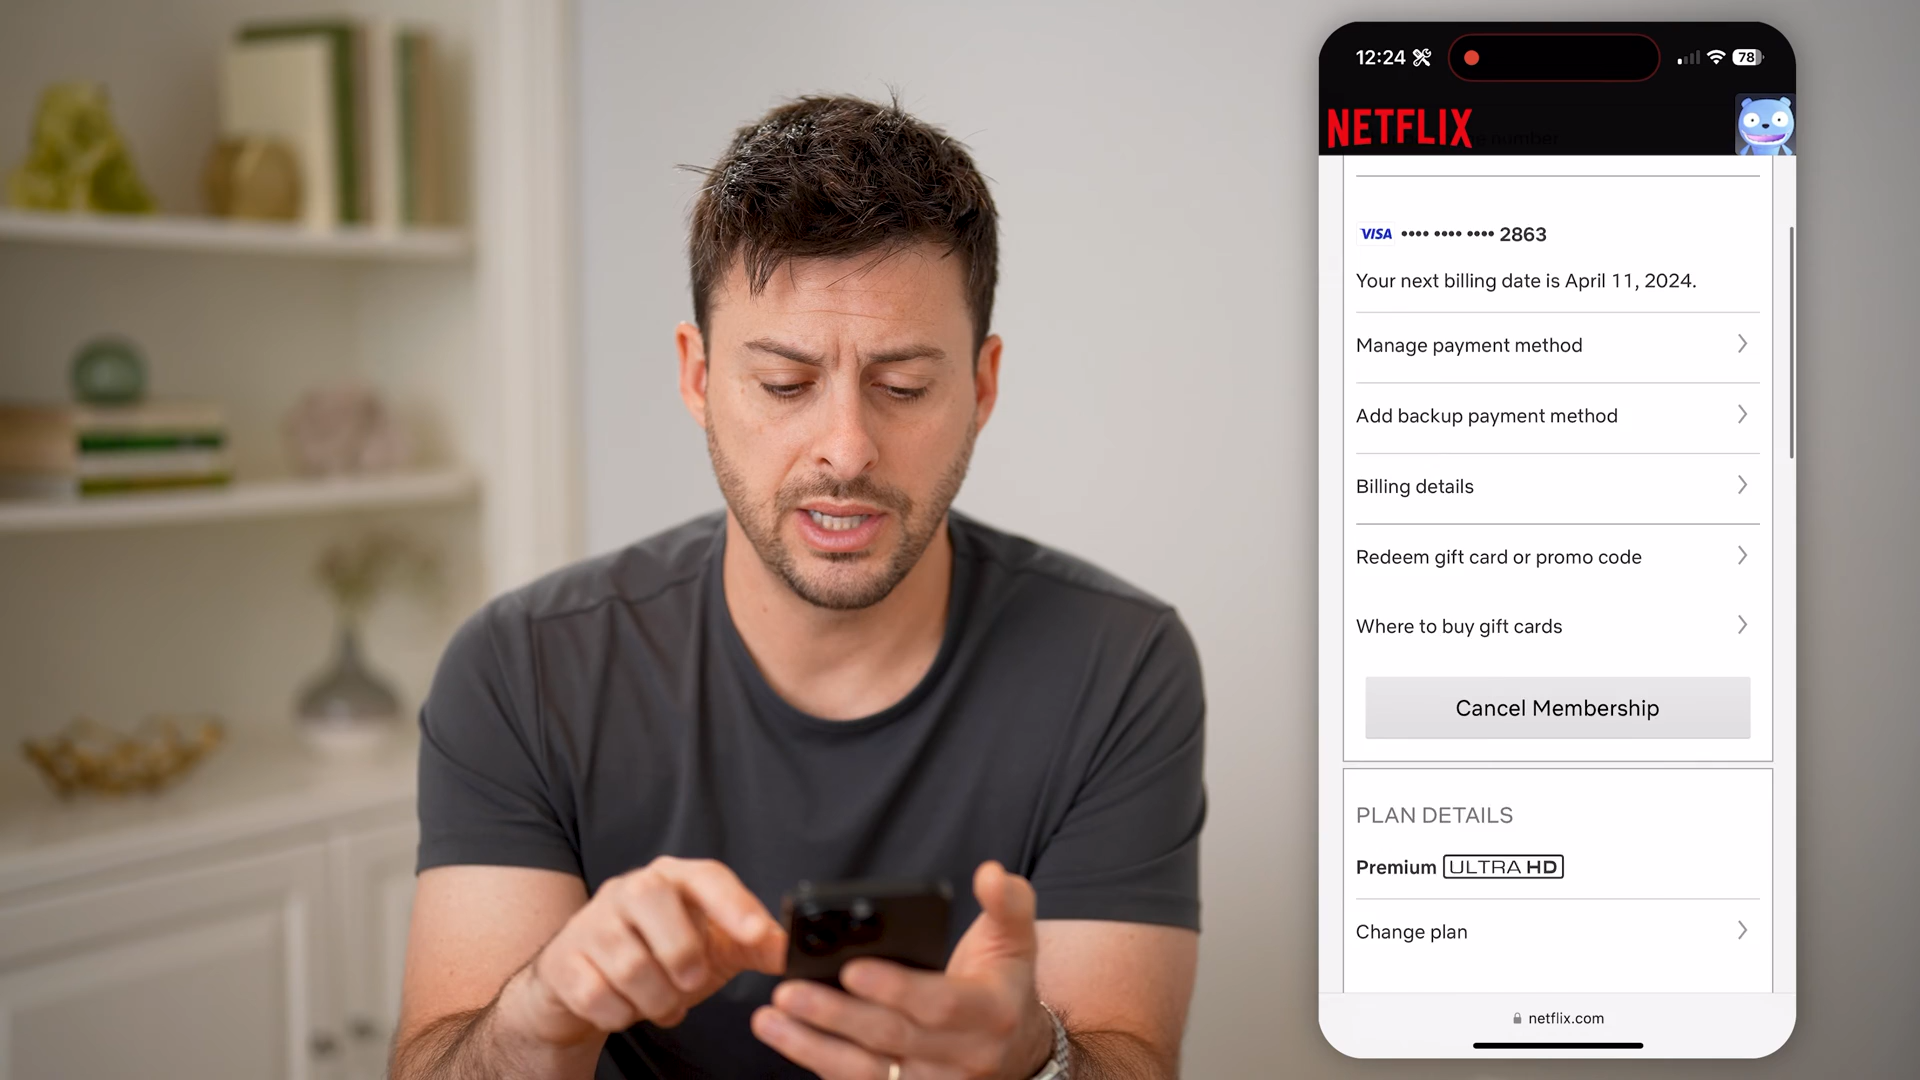 12:24
78
NETFLIX
number
VISA •••• •••• •••• 2863
Your next billing date is April 11, 2024.
Manage payment method
Add backup payment method
Billing details
Redeem gift card or promo code
Where to buy gift cards
Cancel Membership
PLAN DETAILS
Premium ULTRA HD
Change plan
netflix.com